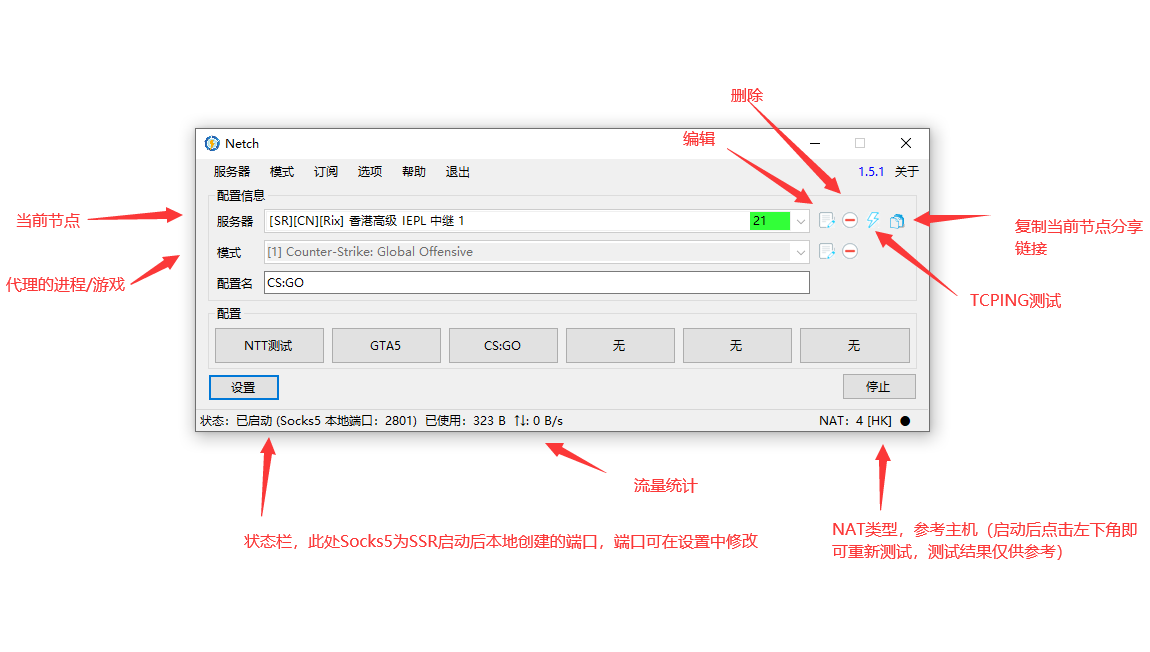 删除
编辑
Netch
服务器 模式 订阅 选项 帮助 退出 1.5.1 关于
配置信息
当前节点
服务器 [SR][CN][Rix] 香港高级 IEPL 中继 1 21
复制当前节点分享
链接
模式 [1] Counter-Strike: Global Offensive
代理的进程/游戏
配置名 CS:GO
TCPING测试
配置
NTT测试 GTA5 CS:GO 无 无 无
设置 停止
状态：已启动 (Socks5 本地端口：2801) 已使用：323 B ↑↓: 0 B/s NAT：4 [HK] ●
流量统计
状态栏，此处Socks5为SSR启动后本地创建的端口，端口可在设置中修改
NAT类型，参考主机（启动后点击左下角即
可重新测试，测试结果仅供参考）